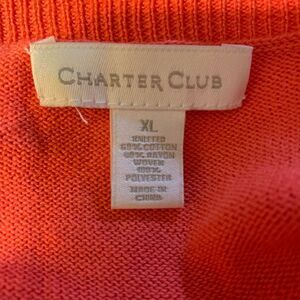 CHARTER CLUB
XL
KNITTED
60% COTTON
40% RAYON
WOVEN
100%
POLYESTER
MADE IN
CHINA